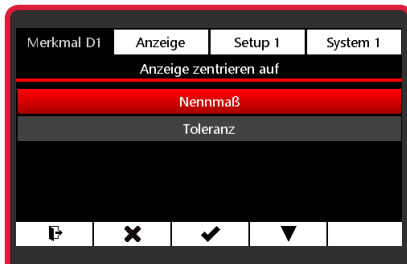 Merkmal D1 Anzeige Setup 1 System 1
Anzeige zentrieren auf
Nennmaß
Toleranz